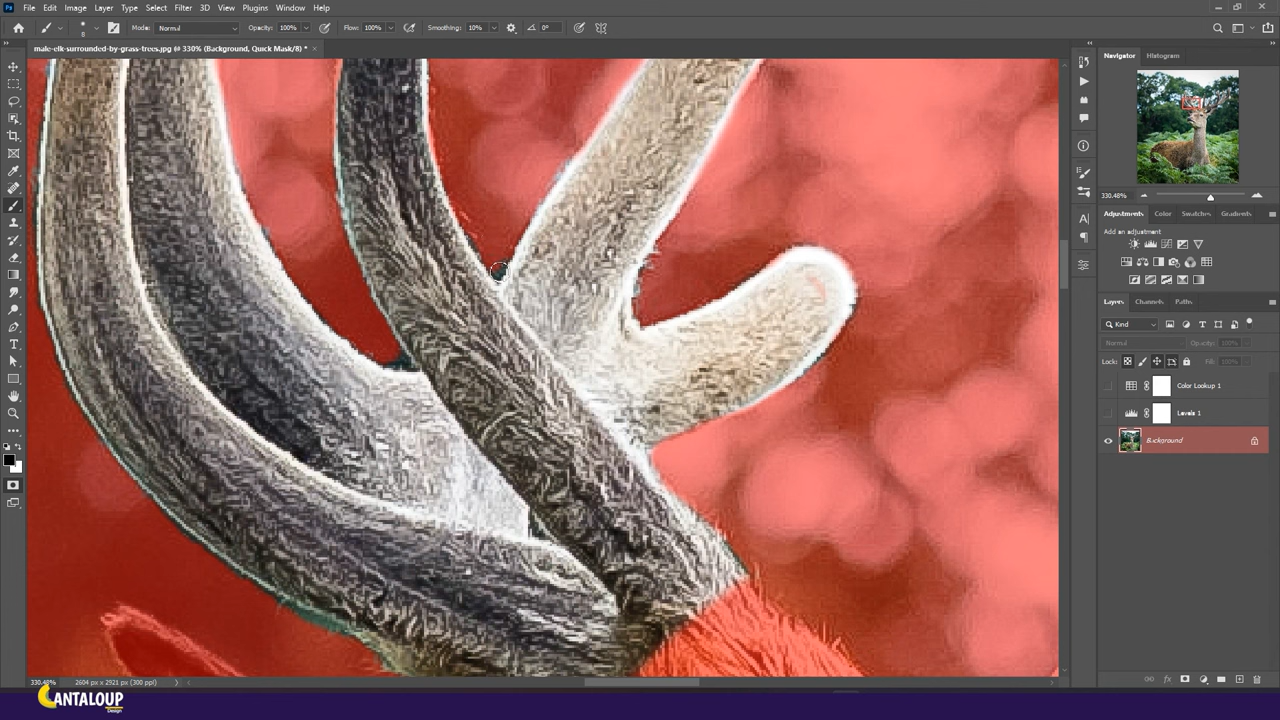 Ps File Edit Image Layer Type Select Filter 3D View Plugins Window Help
8 Mode: Normal Opacity: 100% Flow: 100% Smoothing: 10% 0°
male-elk-surrounded-by-grass-trees.jpg @ 330% (Background, Quick Mask/8) * ×
Navigator Histogram
330.48%
Adjustments Color Swatches Gradients
Add an adjustment
Layers Channels Paths
Kind
Normal Opacity: 100%
Lock: Fill: 100%
Color Lookup 1
Levels 1
Background
330.48% 2604 px x 2921 px (300 ppi)
CANTALOUP
Design